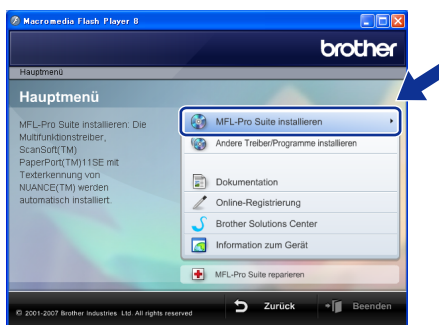 Macromedia Flash Player 8
brother
Hauptmenü
Hauptmenü
MFL-Pro Suite installieren: Die
Multifunktionstreiber,
ScanSoft(TM)
PaperPort(TM)11SE mit
Texterkennung von
NUANCE(TM) werden
automatisch installiert.
MFL-Pro Suite installieren
Andere Treiber/Programme installieren
Dokumentation
Online-Registrierung
Brother Solutions Center
Information zum Gerät
MFL-Pro Suite reparieren
© 2001-2007 Brother Industries Ltd. All rights reserved
Zurück
Beenden